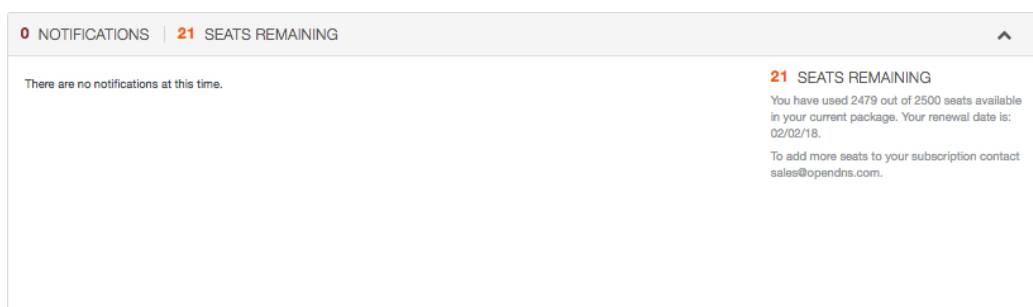 0 NOTIFICATIONS 21 SEATS REMAINING
There are no notifications at this time.
21 SEATS REMAINING
You have used 2479 out of 2500 seats available
in your current package. Your renewal date is:
02/02/18.
To add more seats to your subscription contact
sales@opendns.com.